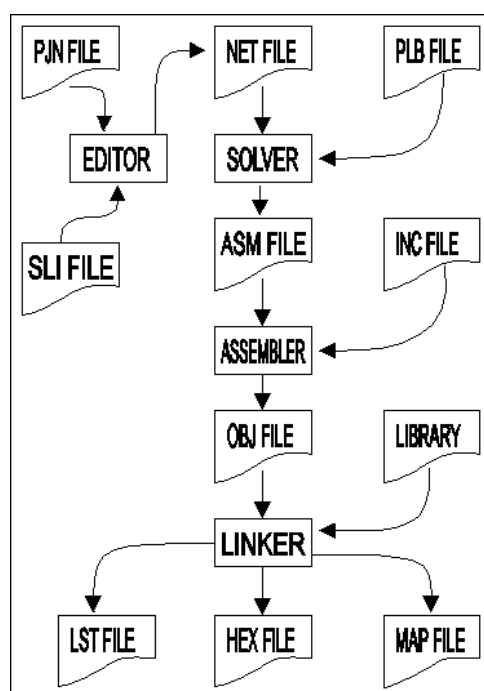 PJN FILE
NET FILE
PLB FILE
EDITOR
SOLVER
SLI FILE
ASM FILE
INC FILE
ASSEMBLER
OBJ FILE
LIBRARY
LINKER
LST FILE
HEX FILE
MAP FILE